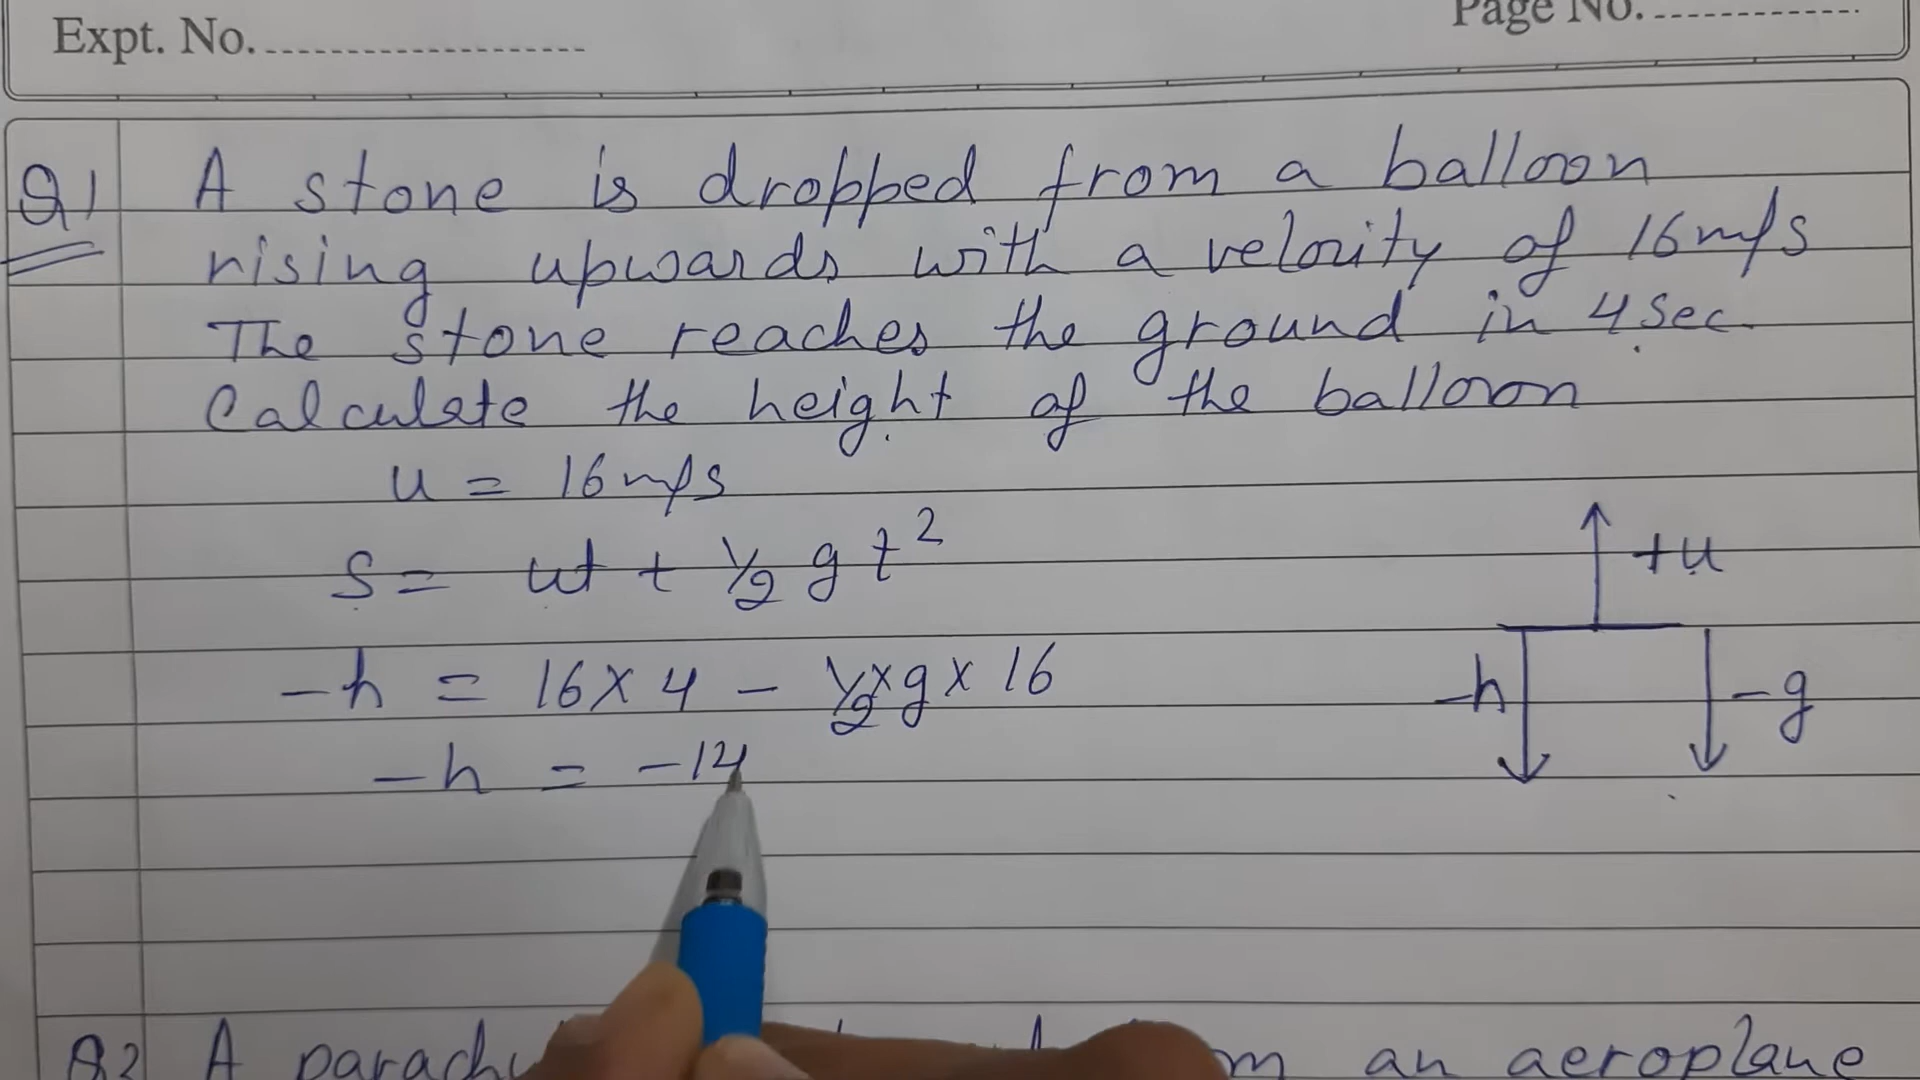 Expt. No.
Page No.
Q1 A stone is dropped from a balloon
rising upwards with a velocity of 16m/s
The stone reaches the ground in 4sec.
Calculate the height of the balloon
u = 16m/s
S = ut + 1/2 g t²
+u
-h = 16 x 4 - 1/2 x g x 16
-h
-g
-h = -14
Q2 A an aeroplane